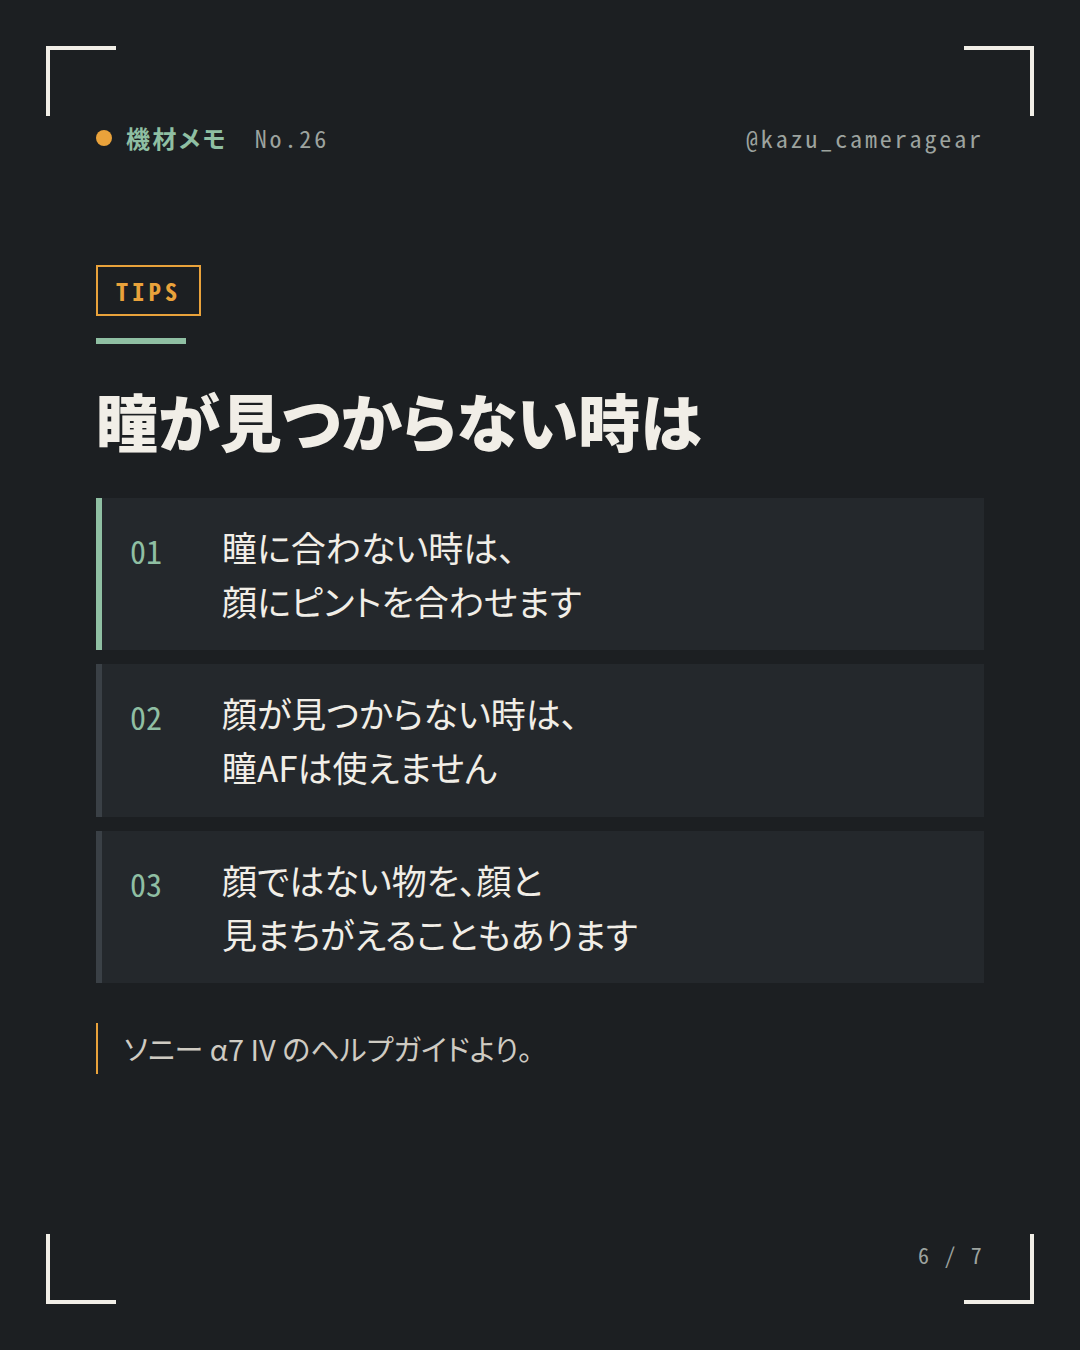 機材メモ No.26
@kazu_cameragear
TIPS
瞳が見つからない時は
01
瞳に合わない時は、
顔にピントを合わせます
02
顔が見つからない時は、
瞳AFは使えません
03
顔ではない物を、顔と
見まちがえることもあります
ソニー α7 IV のヘルプガイドより。
6 / 7